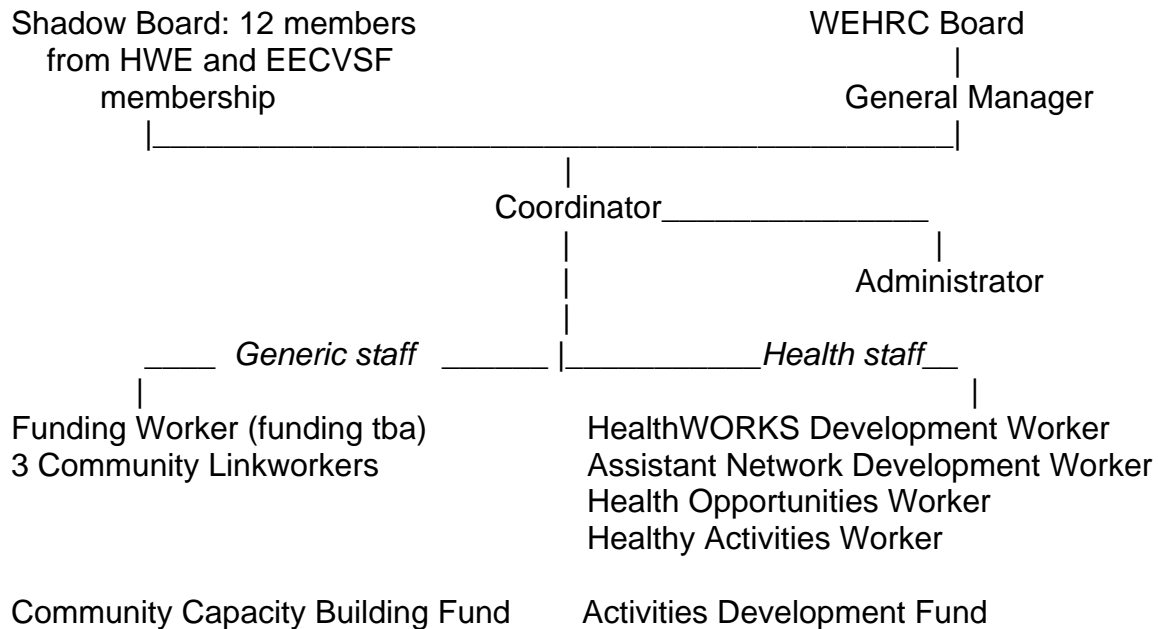 Shadow Board: 12 members WEHRC Board
from HWE and EECVSF
membership General Manager
Coordinator
Administrator
Generic staff Health staff
Funding Worker (funding tba) HealthWORKS Development Worker
3 Community Linkworkers Assistant Network Development Worker
Health Opportunities Worker
Healthy Activities Worker
Community Capacity Building Fund Activities Development Fund